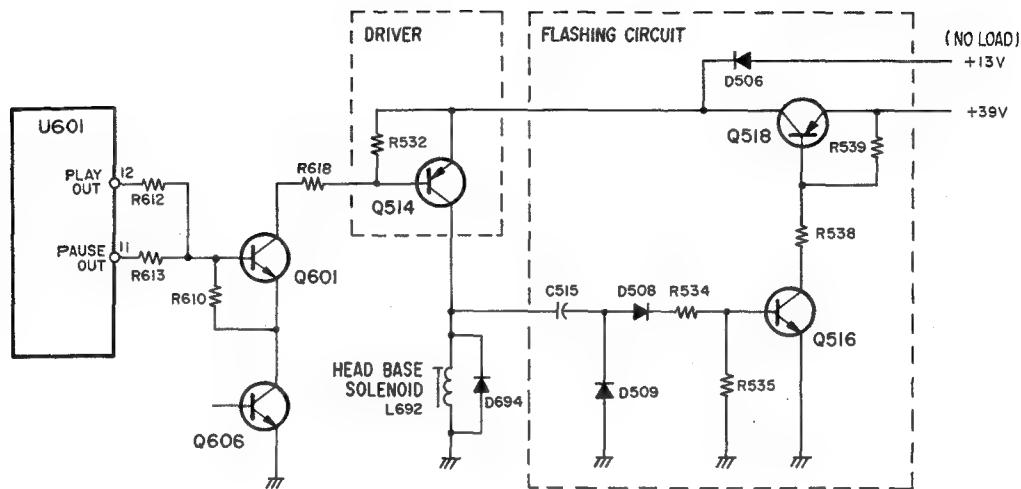 DRIVER
FLASHING CIRCUIT
(NO LOAD)
+13V
D506
+39V
U601
R532
Q518
R539
PLAY
OUT
12
R612
R618
Q514
PAUSE
OUT
11
R613
R610
Q601
R538
C515
D508
R534
Q516
HEAD BASE
SOLENOID
L692
D694
D509
R535
Q606